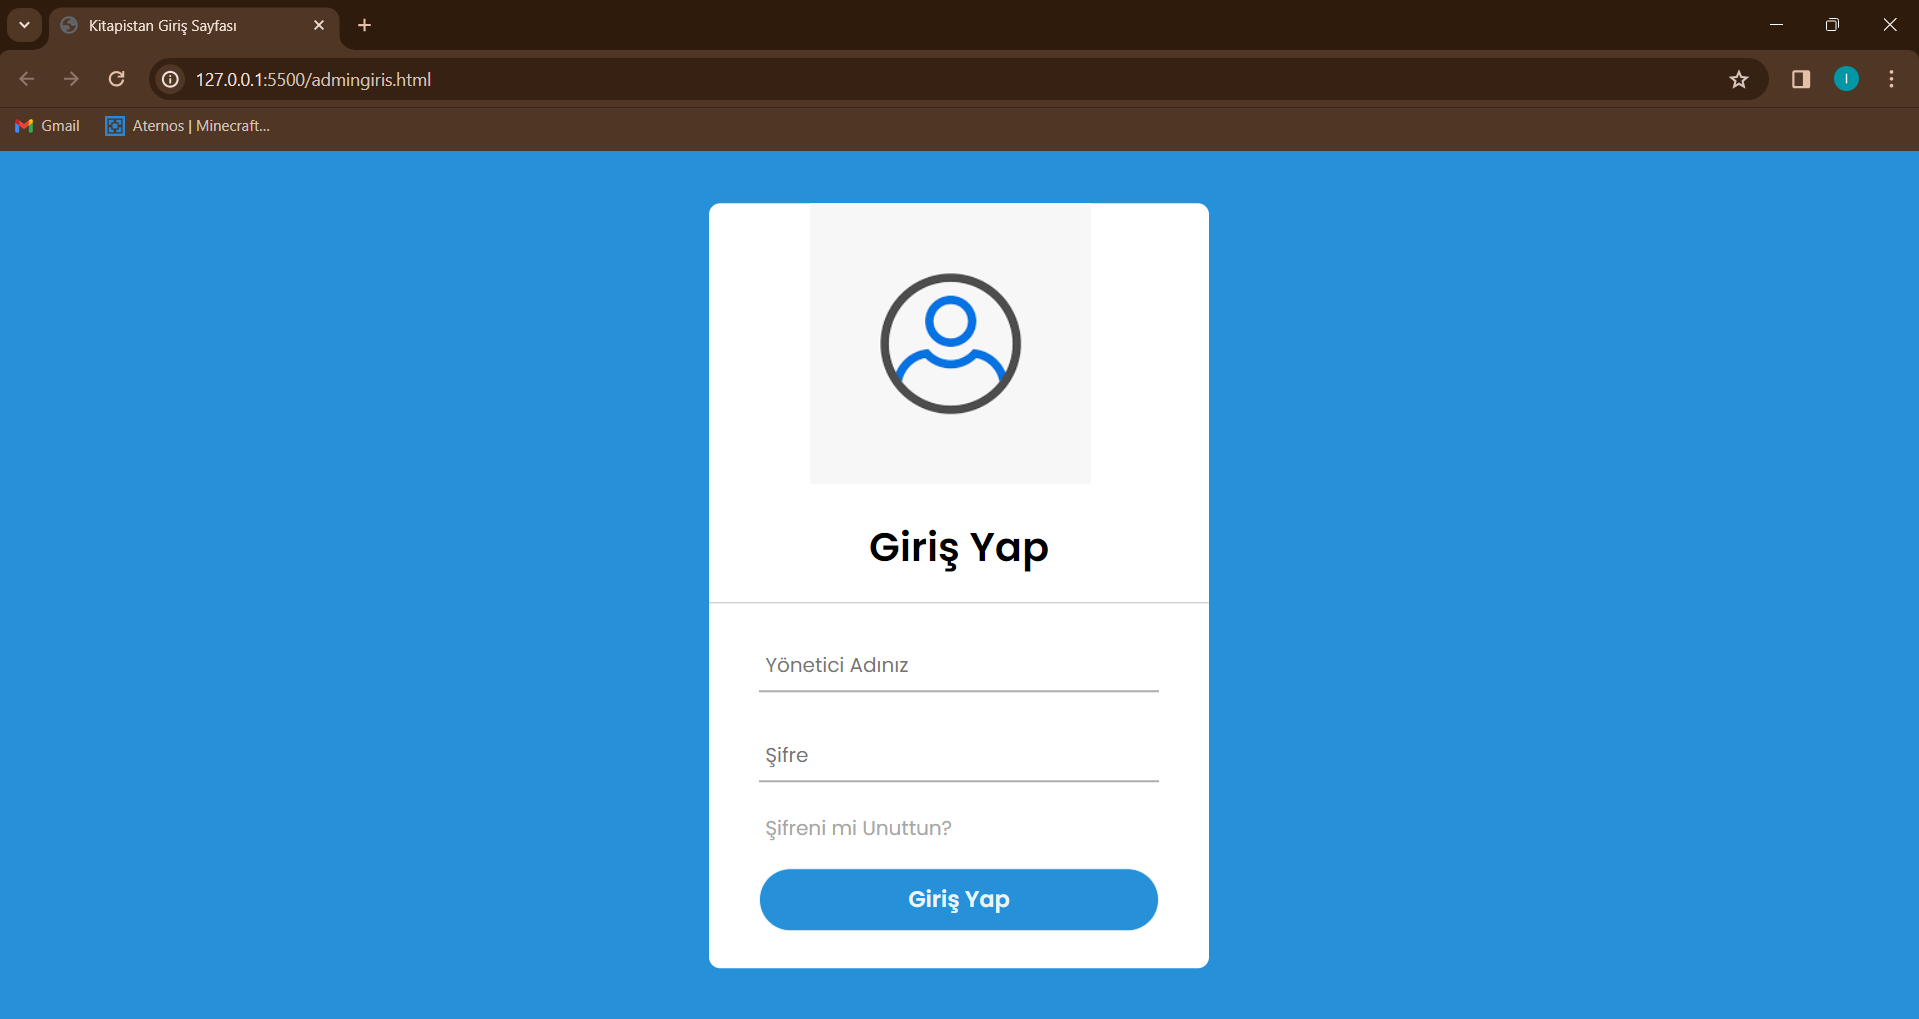 Kitapistan Giriş Sayfası
127.0.0.1:5500/admingiris.html
I
Gmail
Aternos | Minecraft...
Giriş Yap
Yönetici Adınız
Şifre
Şifreni mi Unuttun?
Giriş Yap